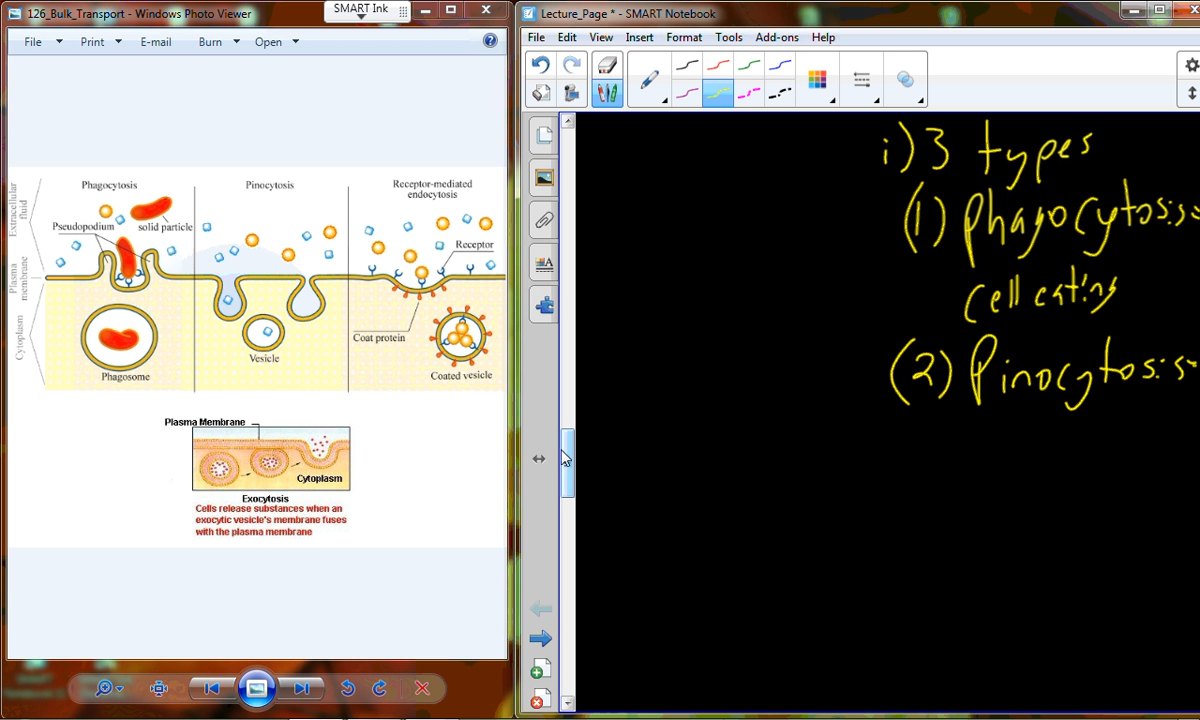 126_Bulk_Transport - Windows Photo Viewer
SMART Ink
File Print E-mail Burn Open
Phagocytosis
Pinocytosis
Receptor-mediated
endocytosis
Extracellular
fluid
Pseudopodium
solid particle
Receptor
Plasma
membrane
Cytoplasm
Coat protein
Vesicle
Phagosome
Coated vesicle
Plasma Membrane
Cytoplasm
Exocytosis
Cells release substances when an
exocytic vesicle's membrane fuses
with the plasma membrane
Lecture_Page * - SMART Notebook
File Edit View Insert Format Tools Add-ons Help
i) 3 types
(1) Phagocytosis=
cell eating
(2) Pinocytosis=